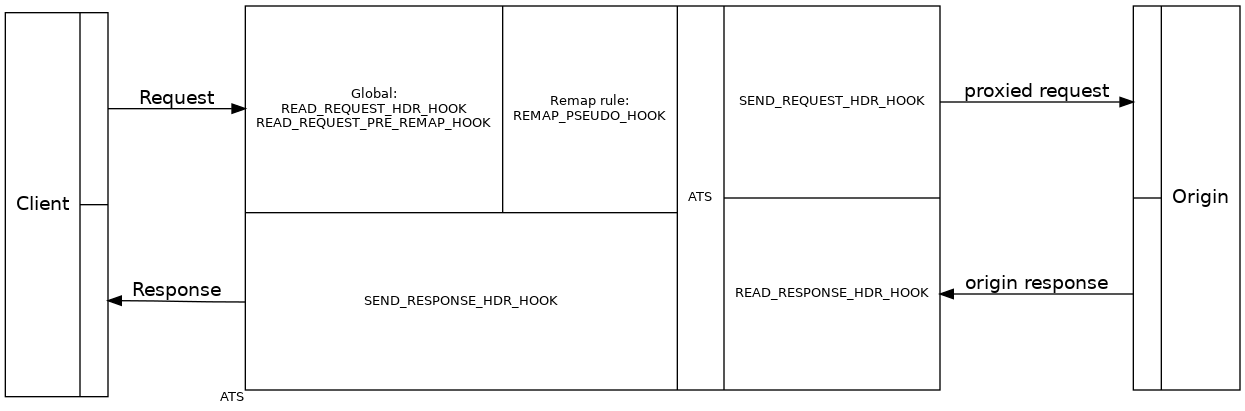 Client
Request
Response
Global:
READ_REQUEST_HDR_HOOK
READ_REQUEST_PRE_REMAP_HOOK
Remap rule:
REMAP_PSEUDO_HOOK
SEND_RESPONSE_HDR_HOOK
ATS
SEND_REQUEST_HDR_HOOK
READ_RESPONSE_HDR_HOOK
proxied request
origin response
Origin
ATS